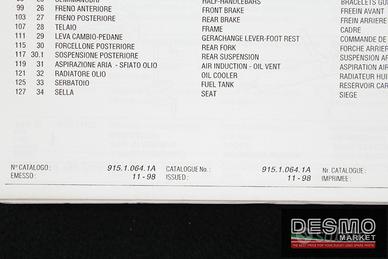 HALF-HANDLEBARS BRACELETS GUI
99 26 FRENO ANTERIORE FRONT BRAKE FREEIN AVANT
103 27 FRENO POSTERIORE REAR BRAKE FREIN ARRIERE
107 28 TELAIO FRAME CADRE
111 29 LEVA CAMBIO-PEDANE GERACHANGE LEVER-FOOT REST COMMANDE DE
115 30 FORCELLONE POSTERIORE REAR FORK FORCHE ARRIER
117 30.1 SOSPENSIONE POSTERIORE REAR SUSPENSION SUSPENSION AR
119 31 ASPIRAZIONE ARIA - SFIATO OLIO AIR INDUCTION - OIL VENT ASPIRATION AI
121 32 RADIATORE OLIO OIL COOLER RADIATEUR HUI
125 33 SERBATOIO FUEL TANK RESERVOIR CAR
127 34 SELLA SEAT SIEGE
N° CATALOGO : 915.1.064.1A CATALOGUE No : 915.1.064.1A Nr. CATALOGUE :
EMESSO : 11 - 98 ISSUED : 11 - 98 IMPRIMEE :
DESMO
MARKET